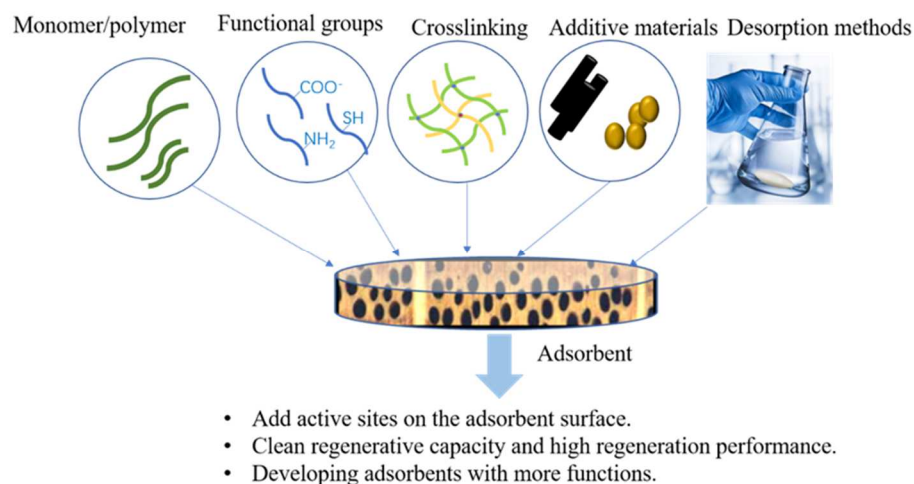 Monomer/polymer
Functional groups
Crosslinking
Additive materials
Desorption methods
COO⁻
SH
NH₂
Adsorbent
• Add active sites on the adsorbent surface.
• Clean regenerative capacity and high regeneration performance.
• Developing adsorbents with more functions.